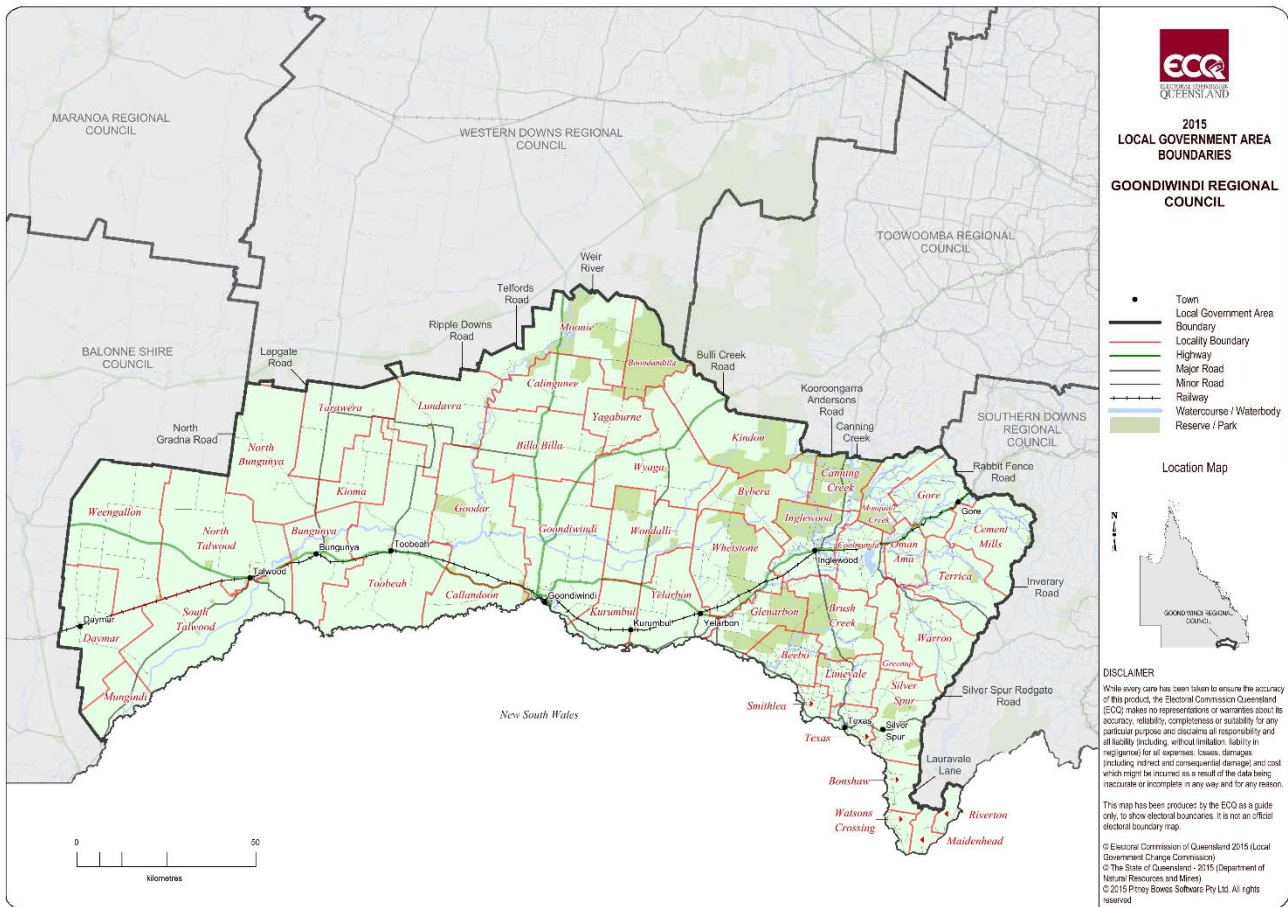 MARANOA REGIONAL
COUNCIL
WESTERN DOWNS REGIONAL
COUNCIL
TOOWOOMBA REGIONAL
COUNCIL
BALONNE SHIRE
COUNCIL
SOUTHERN DOWNS
REGIONAL
COUNCIL
Weir
River
Telfords
Road
Ripple Downs
Road
Lapgate
Road
North
Gradna Road
Bulli Creek
Road
Kooroongarra
Andersons
Road
Canning
Creek
Rabbit Fence
Road
Inverary
Road
Silver Spur Redgate
Road
Lauravale
Lane
Moonie
Boondandilla
Calingunee
Yagaburne
Tarawera
Lundavra
North
Bungunya
Billa Billa
Kindon
Wyaga
Kioma
Bybera
Canning
Creek
Weengallon
North
Talwood
Bungunya
Goodar
Goondiwindi
Wondalli
Whetstone
Inglewood
Mosquito
Creek
Gore
Coolmunda
Oman
Ama
Cement
Mills
Terrica
Bungunya
Toobeah
Gore
Inglewood
Talwood
Toobeah
Callandoon
Goondiwindi
Kurumbul
Yelarbon
Kurumbul
Yelarbon
Glenarbon
Brush
Creek
Warroo
Daymar
Daymar
South
Talwood
Mungindi
Beebo
Limevale
Greenup
Silver
Spur
Smithlea
Texas
Texas
Silver
Spur
Bonshaw
Watsons
Crossing
Riverton
Maidenhead
New South Wales
0
50
kilometres
ECQ
ELECTORAL COMMISSION
QUEENSLAND
2015
LOCAL GOVERNMENT AREA
BOUNDARIES
GOONDIWINDI REGIONAL
COUNCIL
Town
Local Government Area
Boundary
Locality Boundary
Highway
Major Road
Minor Road
Railway
Watercourse / Waterbody
Reserve / Park
Location Map
N
GOONDIWINDI REGIONAL
COUNCIL
DISCLAIMER
While every care has been taken to ensure the accuracy
of this product, the Electoral Commission Queensland
(ECQ) makes no representations or warranties about its
accuracy, reliability, completeness or suitability for any
particular purpose and disclaims all responsibility and
all liability (including, without limitation, liability in
negligence) for all expenses, losses, damages
(including indirect and consequential damage) and cost
which might be incurred as a result of the data being
inaccurate or incomplete in any way and for any reason.
This map has been produced by the ECQ as a guide
only, to show electoral boundaries. It is not an official
electoral boundary map.
© Electoral Commission of Queensland 2015 (Local
Government Change Commission)
© The State of Queensland - 2015 (Department of
Natural Resources and Mines)
© 2015 Pitney Bowes Software Pty Ltd. All rights
reserved